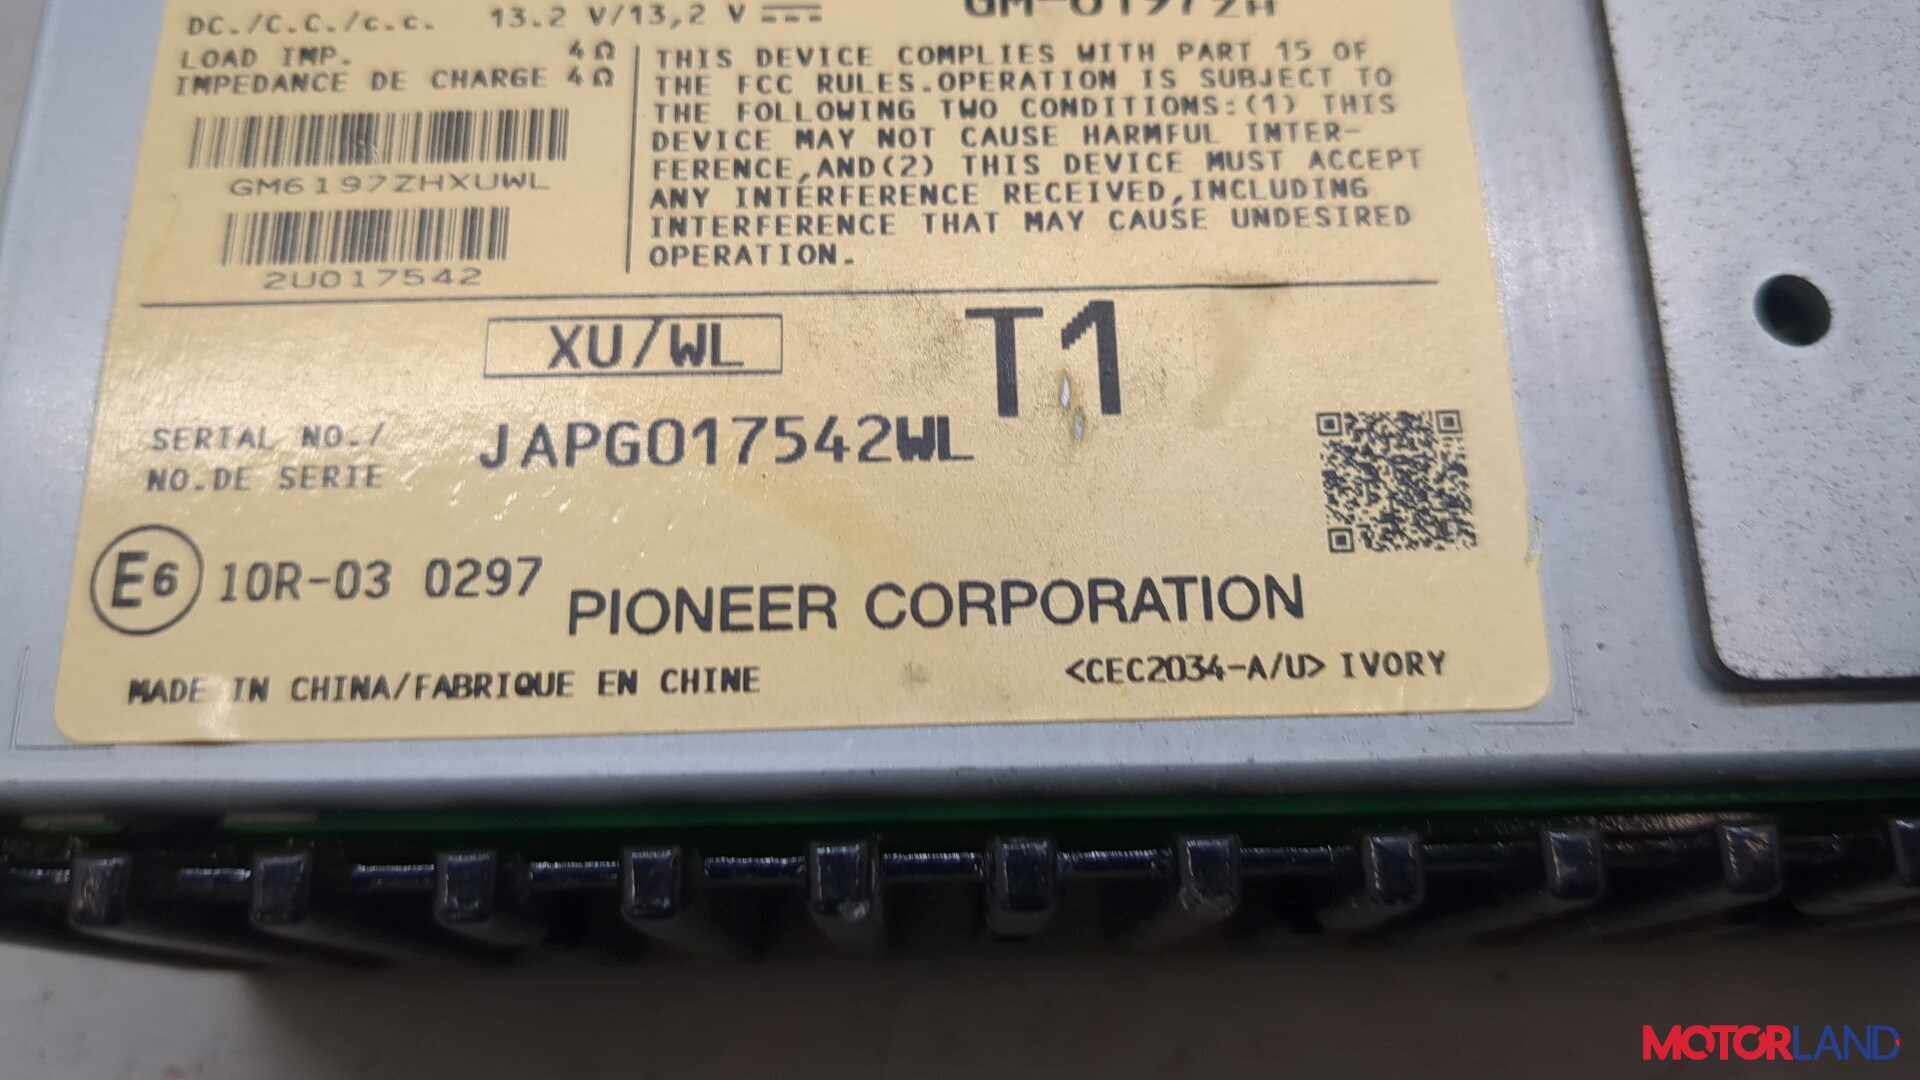 DC./C.C./c.c. 13.2 V/13,2 V
GM-6197ZH
LOAD IMP. 4Ω
IMPEDANCE DE CHARGE 4Ω
GM6197ZHXUWL
2U017542
THIS DEVICE COMPLIES WITH PART 15 OF
THE FCC RULES.OPERATION IS SUBJECT TO
THE FOLLOWING TWO CONDITIONS:(1) THIS
DEVICE MAY NOT CAUSE HARMFUL INTER-
FERENCE,AND(2) THIS DEVICE MUST ACCEPT
ANY INTERFERENCE RECEIVED,INCLUDING
INTERFERENCE THAT MAY CAUSE UNDESIRED
OPERATION.
XU/WL
T1
SERIAL NO./
NO.DE SERIE
JAPG017542WL
E6 10R-03 0297
PIONEER CORPORATION
MADE IN CHINA/FABRIQUE EN CHINE
<CEC2034-A/U> IVORY
MOTORLAND